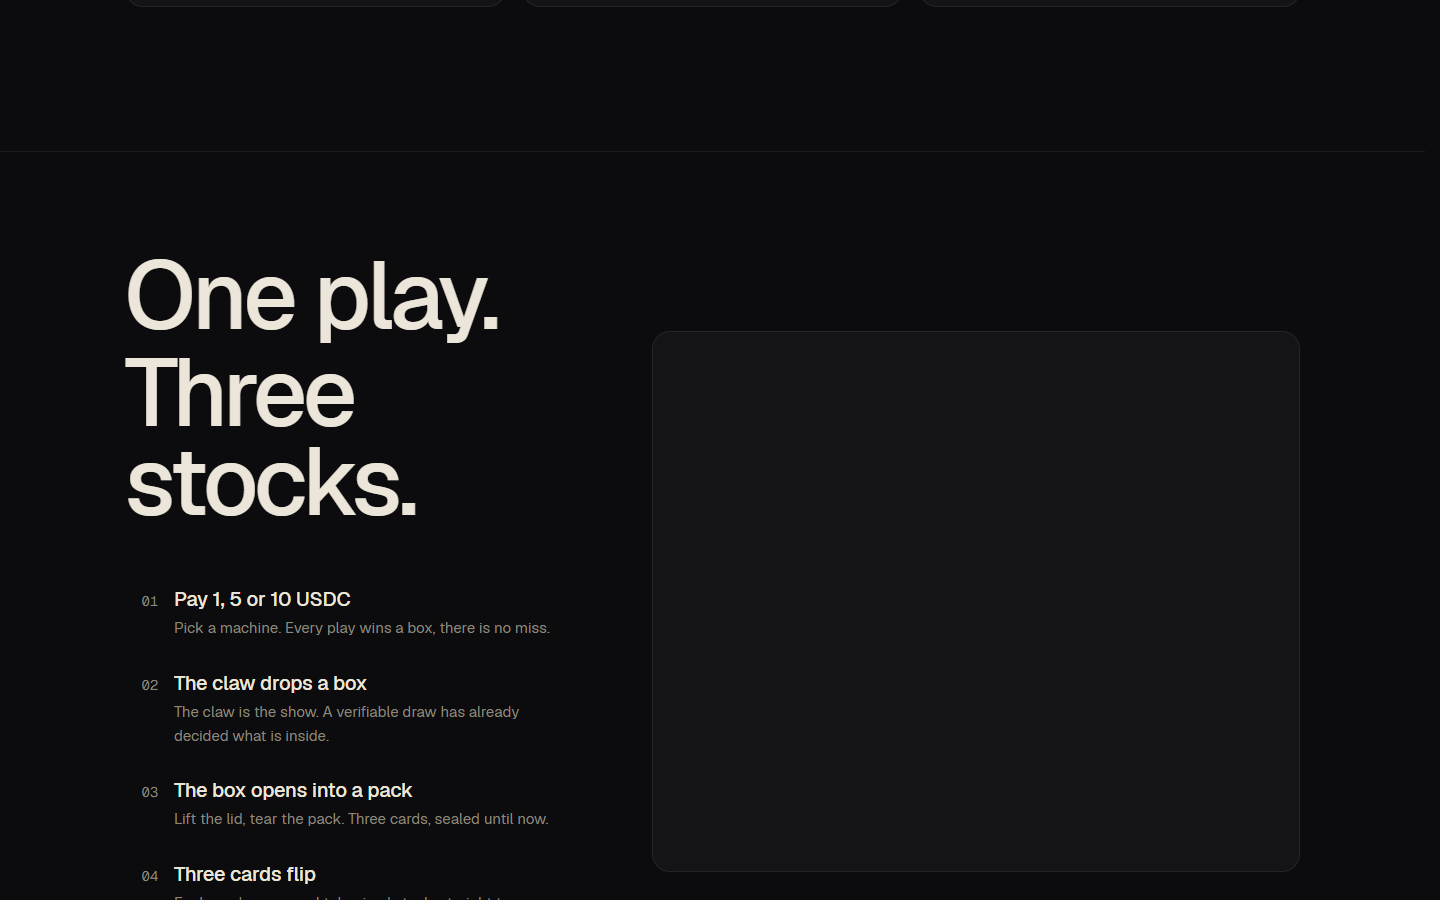 One play.
Three
stocks.
01 Pay 1, 5 or 10 USDC
Pick a machine. Every play wins a box, there is no miss.
02 The claw drops a box
The claw is the show. A verifiable draw has already
decided what is inside.
03 The box opens into a pack
Lift the lid, tear the pack. Three cards, sealed until now.
04 Three cards flip